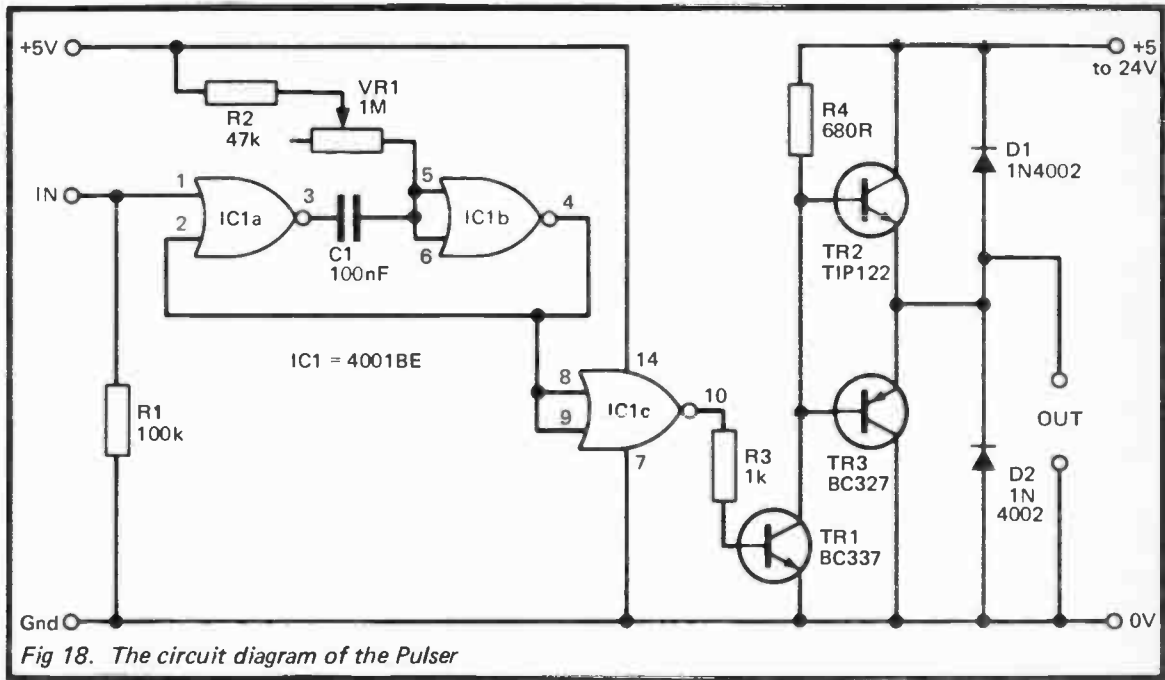 +5V
R2
47k
VR1
1M
R4
680R
+5
to 24V
D1
1N4002
IN
1
2
IC1a
3
C1
100nF
5
6
IC1b
4
TR2
TIP122
IC1 = 4001BE
R1
100k
8
9
IC1c
14
10
7
R3
1k
TR3
BC327
OUT
D2
1N
4002
TR1
BC337
Gnd
0V
Fig 18. The circuit diagram of the Pulser